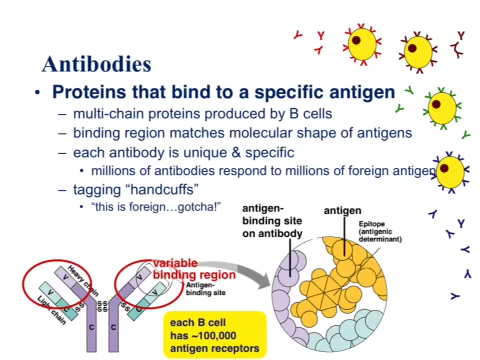 Antibodies
• Proteins that bind to a specific antigen
– multi-chain proteins produced by B cells
– binding region matches molecular shape of antigens
– each antibody is unique & specific
• millions of antibodies respond to millions of foreign antigen
– tagging “handcuffs”
• “this is foreign…gotcha!”
antigen-
binding site
on antibody
antigen
Epitope
(antigenic
determinant)
variable
binding region
Antigen-
binding site
Heavy chain
Light chain
V
V
V
V
C
C
C
C
S
S
S
S
S
S
S
S
each B cell
has ~100,000
antigen receptors